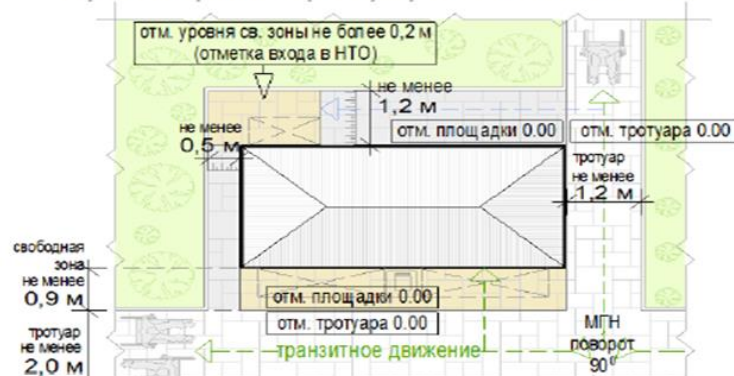 отм. уровня св. зоны не более 0,2 м
(отметка входа в НТО)
не менее
1,2 м
не менее
0,5 м
отм. площадки 0.00
отм. тротуара 0.00
тротуар
не менее
1,2 м
свободная
зона
не менее
0,9 м
отм. площадки 0.00
отм. тротуара 0.00
тротуар
не менее
2,0 м
транзитное движение
МГН
поворот
90⁰